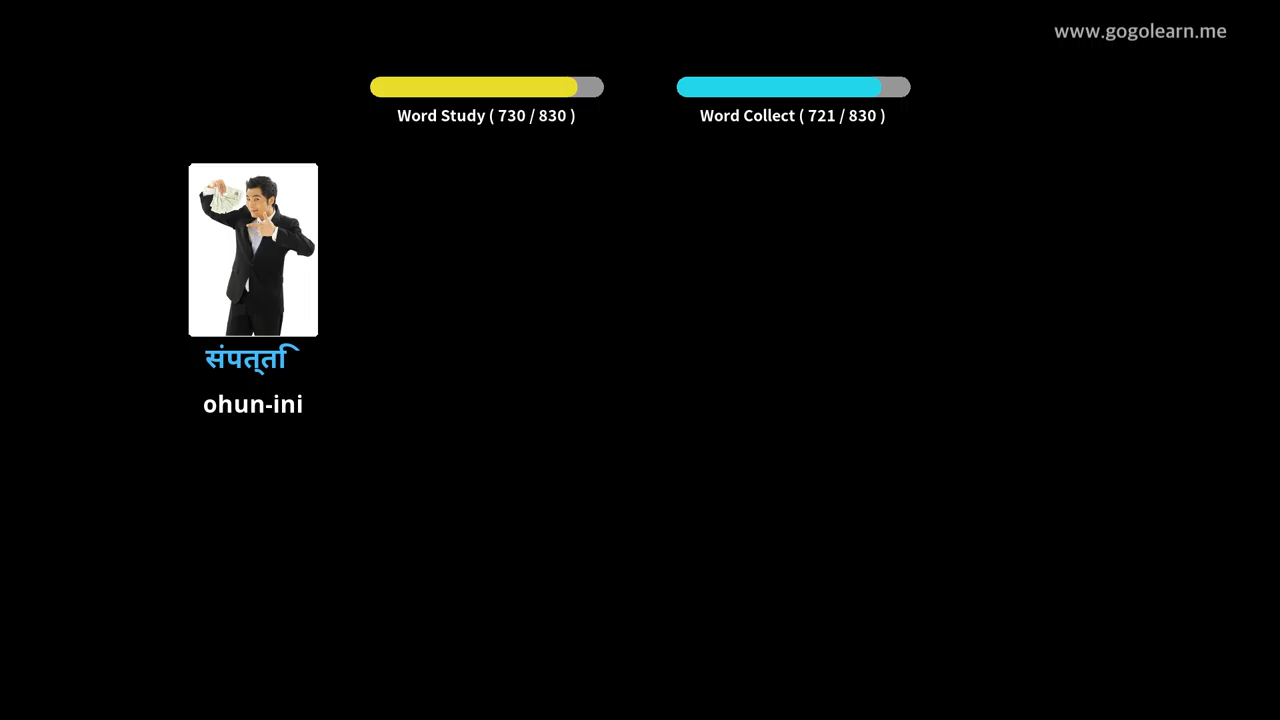 www.gogolearn.me
Word Study ( 730 / 830 )
Word Collect ( 721 / 830 )
संपत्ति
ohun-ini